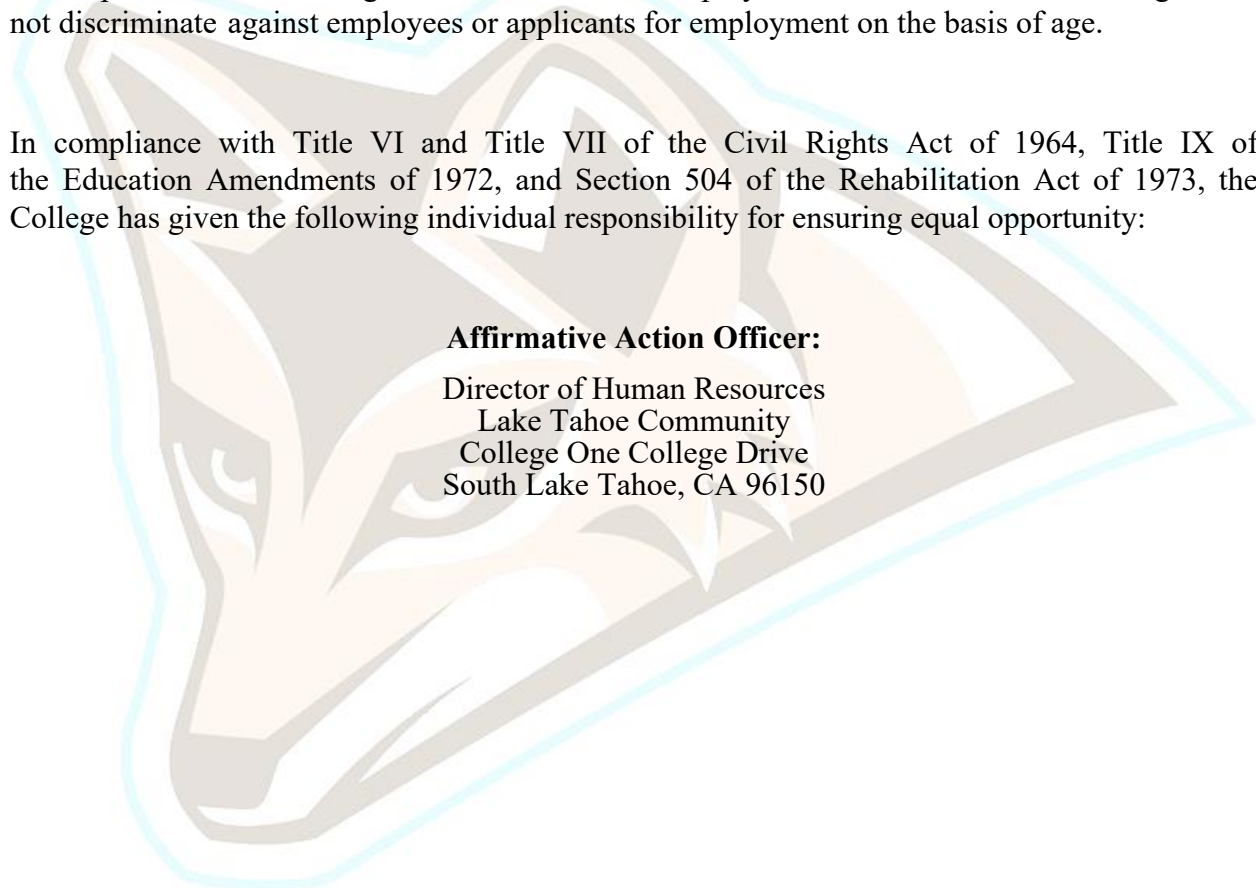 not discriminate against employees or applicants for employment on the basis of age.
In compliance with Title VI and Title VII of the Civil Rights Act of 1964, Title IX of
the Education Amendments of 1972, and Section 504 of the Rehabilitation Act of 1973, the
College has given the following individual responsibility for ensuring equal opportunity:
Affirmative Action Officer:
Director of Human Resources
Lake Tahoe Community
College One College Drive
South Lake Tahoe, CA 96150